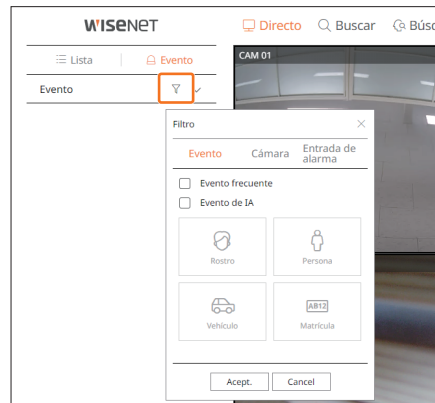 WISENET
Directo
Buscar
Lista
Evento
CAM 01
Evento
Filtro
Evento
Cámara
Entrada de
alarma
Evento frecuente
Evento de IA
Rostro
Persona
AB12
Vehículo
Matrícula
Acept.
Cancel